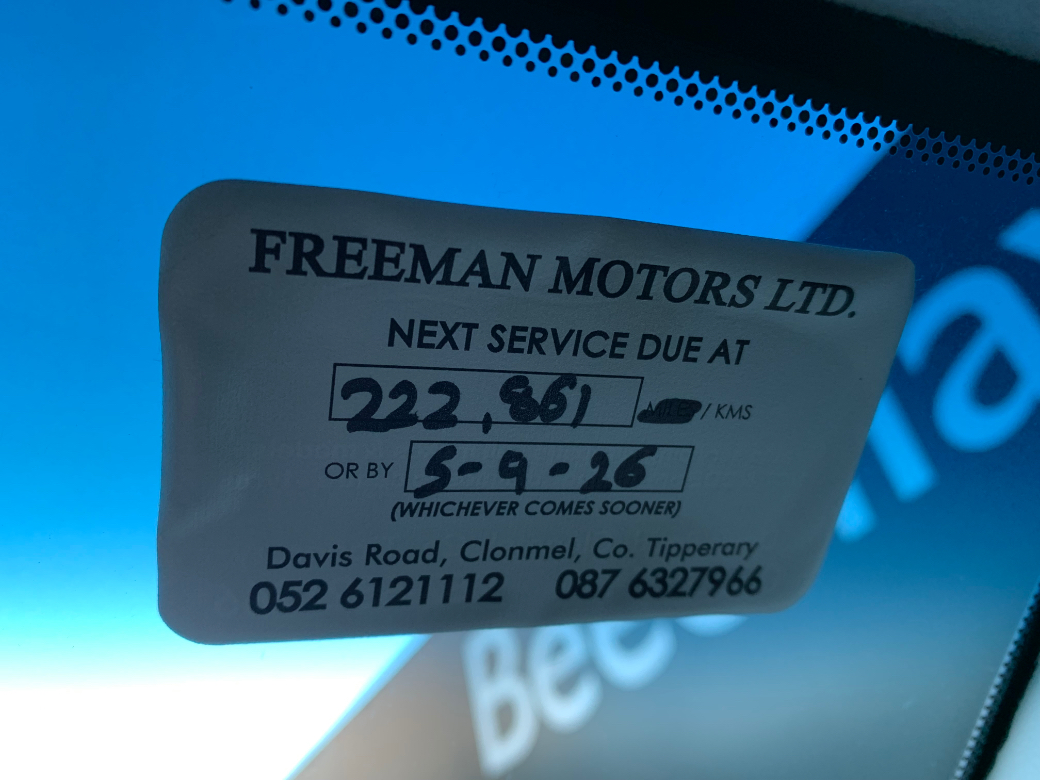 FREEMAN MOTORS LTD.
NEXT SERVICE DUE AT
222,861 MILES / KMS
OR BY 5-9-26
(WHICHEVER COMES SOONER)
Davis Road, Clonmel, Co. Tipperary
052 6121112 087 6327966